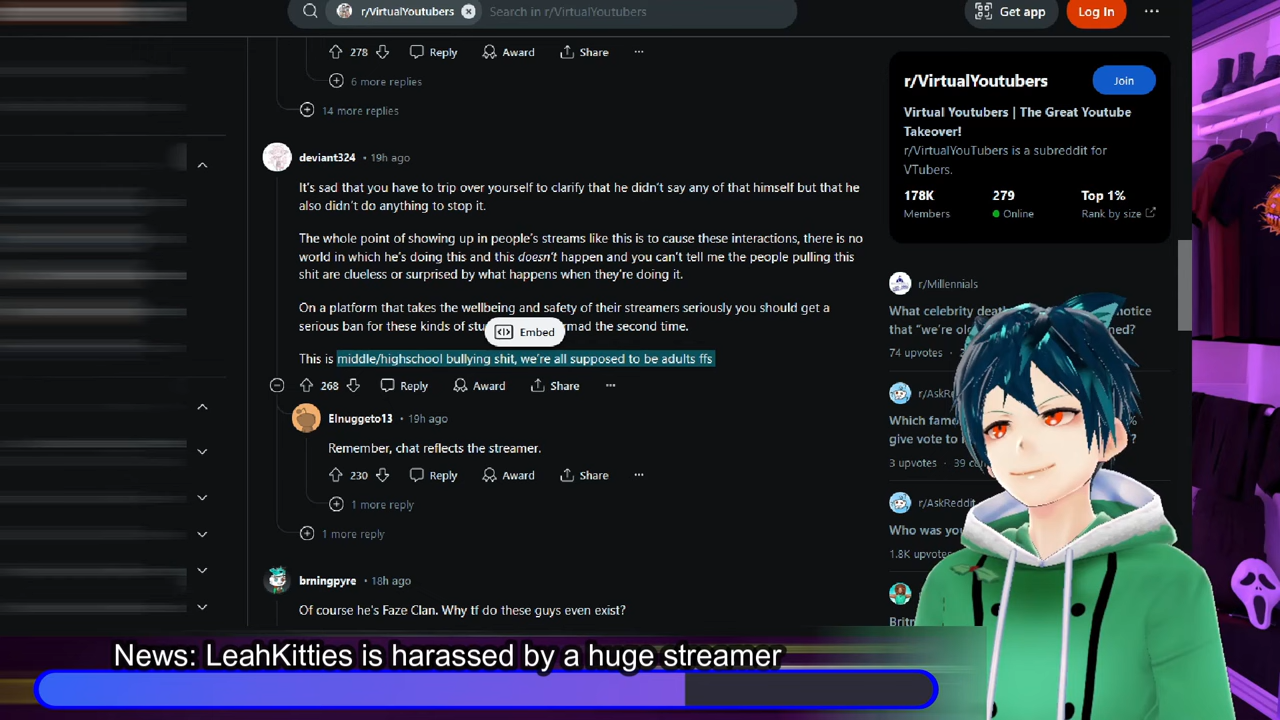 r/VirtualYoutubers
Search in r/VirtualYoutubers
Get app
Log In
278
Reply
Award
Share
6 more replies
14 more replies
deviant324 • 19h ago
It's sad that you have to trip over yourself to clarify that he didn't say any of that himself but that he
also didn't do anything to stop it.
The whole point of showing up in people's streams like this is to cause these interactions, there is no
world in which he's doing this and this doesn't happen and you can't tell me the people pulling this
shit are clueless or surprised by what happens when they're doing it.
On a platform that takes the wellbeing and safety of their streamers seriously you should get a
serious ban for these kinds of
Embed
the second time.
This is middle/highschool bullying shit, we're all supposed to be adults ffs
268
Reply
Award
Share
Elnuggeto13 • 19h ago
Remember, chat reflects the streamer.
230
Reply
Award
Share
1 more reply
1 more reply
brningpyre • 18h ago
Of course he's Faze Clan. Why tf do these guys even exist?
r/VirtualYoutubers
Join
Virtual Youtubers | The Great Youtube
Takeover!
r/VirtualYouTubers is a subreddit for
VTubers.
178K
279
Top 1%
Members
Online
Rank by size
r/Millennials
What celebrity
that "we're
74 upvotes
Which
give vote to
3 upvotes
Who was
1.8K upvotes
News: LeahKitties is harassed by a huge streamer